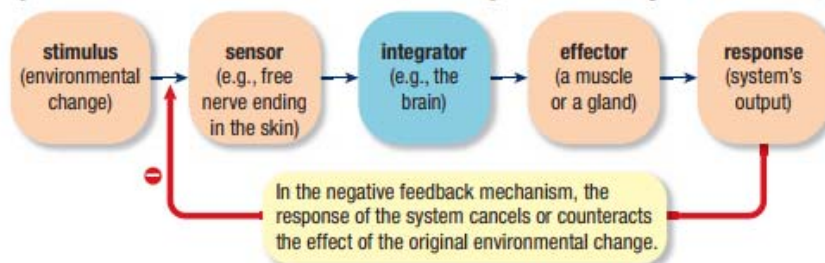 stimulus
(environmental
change)
sensor
(e.g., free
nerve ending
in the skin)
integrator
(e.g., the
brain)
effector
(a muscle
or a gland)
response
(system's
output)
In the negative feedback mechanism, the
response of the system cancels or counteracts
the effect of the original environmental change.